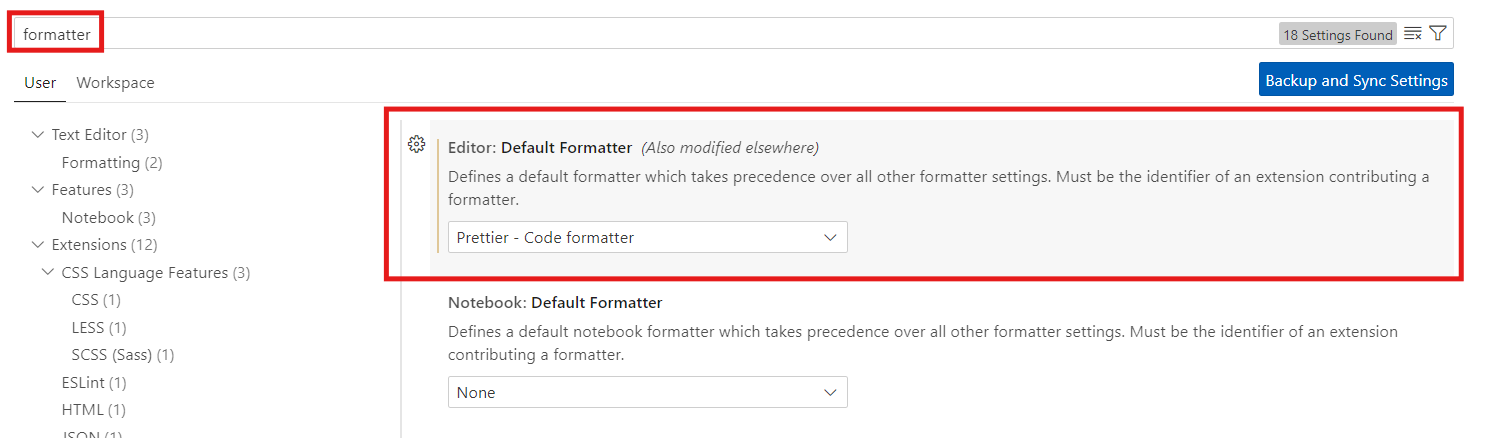 formatter
18 Settings Found
User
Workspace
Backup and Sync Settings
Text Editor (3)
Formatting (2)
Features (3)
Notebook (3)
Extensions (12)
CSS Language Features (3)
CSS (1)
LESS (1)
SCSS (Sass) (1)
ESLint (1)
HTML (1)
JSON (1)
Editor: Default Formatter (Also modified elsewhere)
Defines a default formatter which takes precedence over all other formatter settings. Must be the identifier of an extension contributing a
formatter.
Prettier - Code formatter
Notebook: Default Formatter
Defines a default notebook formatter which takes precedence over all other formatter settings. Must be the identifier of an extension
contributing a formatter.
None